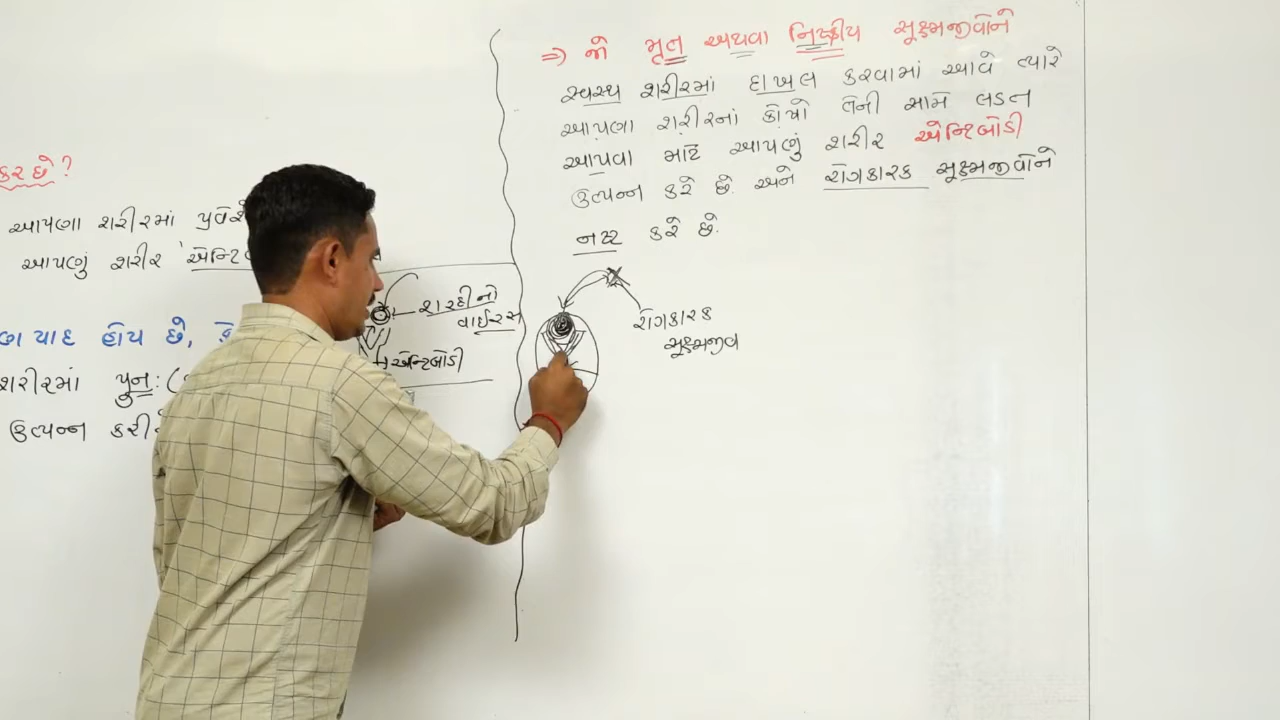 કર છે?
આપણા શરીરમાં પ્રવેશે
આપણું શરીર 'એન્ટિ
યાદ હોય છે,
શરીરમાં પુનઃ
ઉત્પન્ન કરીને
શરદીનો
વાઈરસ
એન્ટિબોડી
⇒ જો મૃત અથવા નિષ્ક્રીય સૂક્ષ્મજીવોને
સ્વસ્થ શરીરમાં દાખલ કરવામાં આવે ત્યારે
આપણા શરીરનાં કોષો તેની સામે લડત
આપવા માટે આપણું શરીર એન્ટિબોડી
ઉત્પન્ન કરે છે. અને રોગકારક સૂક્ષ્મજીવોને
નષ્ટ કરે છે.
રોગકારક
સૂક્ષ્મજીવ